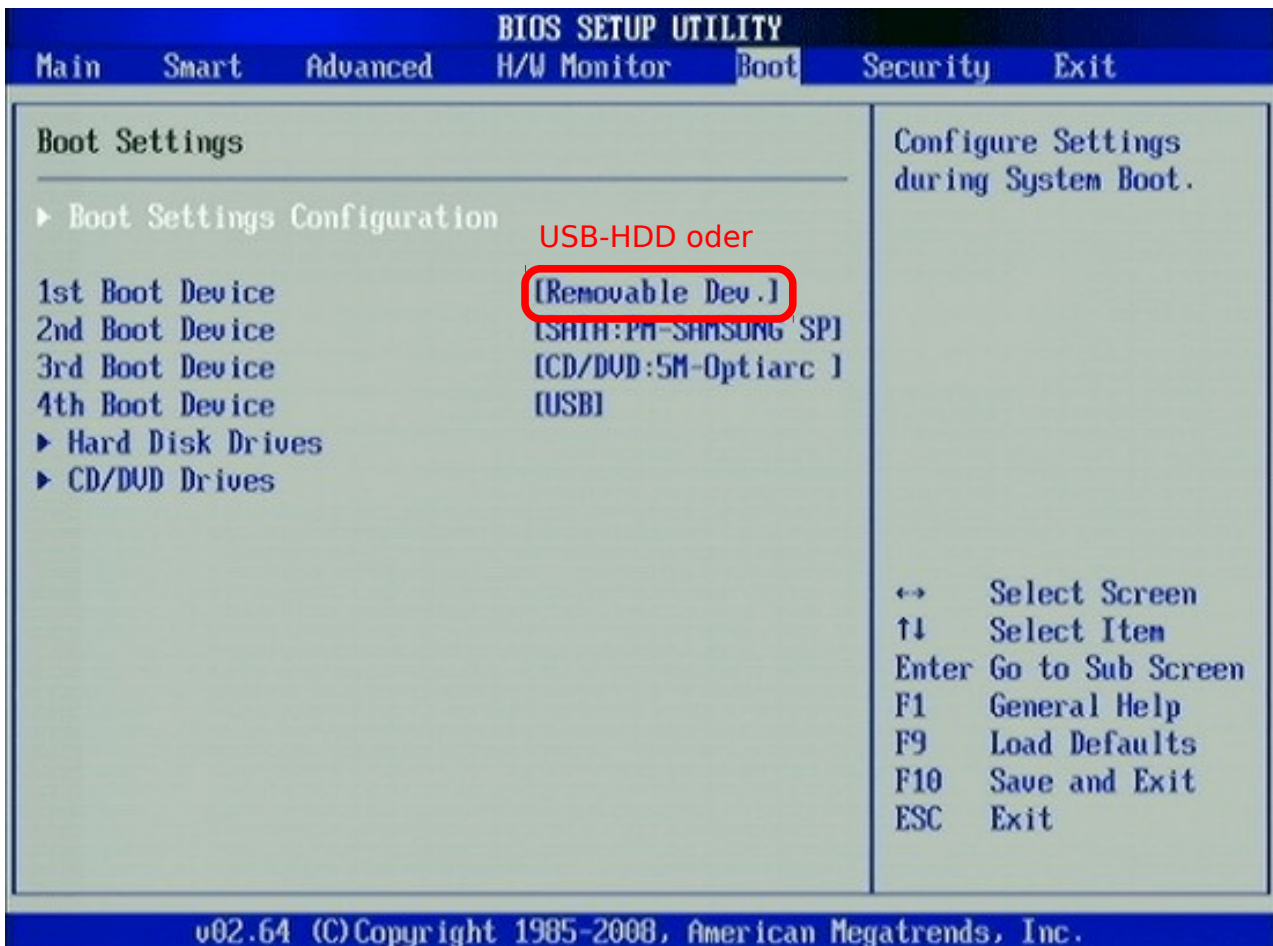 BIOS SETUP UTILITY
Main Smart Advanced H/W Monitor Boot Security Exit
Boot Settings
▶ Boot Settings Configuration
USB-HDD oder
1st Boot Device [Removable Dev.]
2nd Boot Device [SATA:PM-SAMSUNG SP]
3rd Boot Device [CD/DVD:5M-Optiarc ]
4th Boot Device [USB]
▶ Hard Disk Drives
▶ CD/DVD Drives
Configure Settings
during System Boot.
↔ Select Screen
↑↓ Select Item
Enter Go to Sub Screen
F1 General Help
F9 Load Defaults
F10 Save and Exit
ESC Exit
v02.64 (C)Copyright 1985-2008, American Megatrends, Inc.